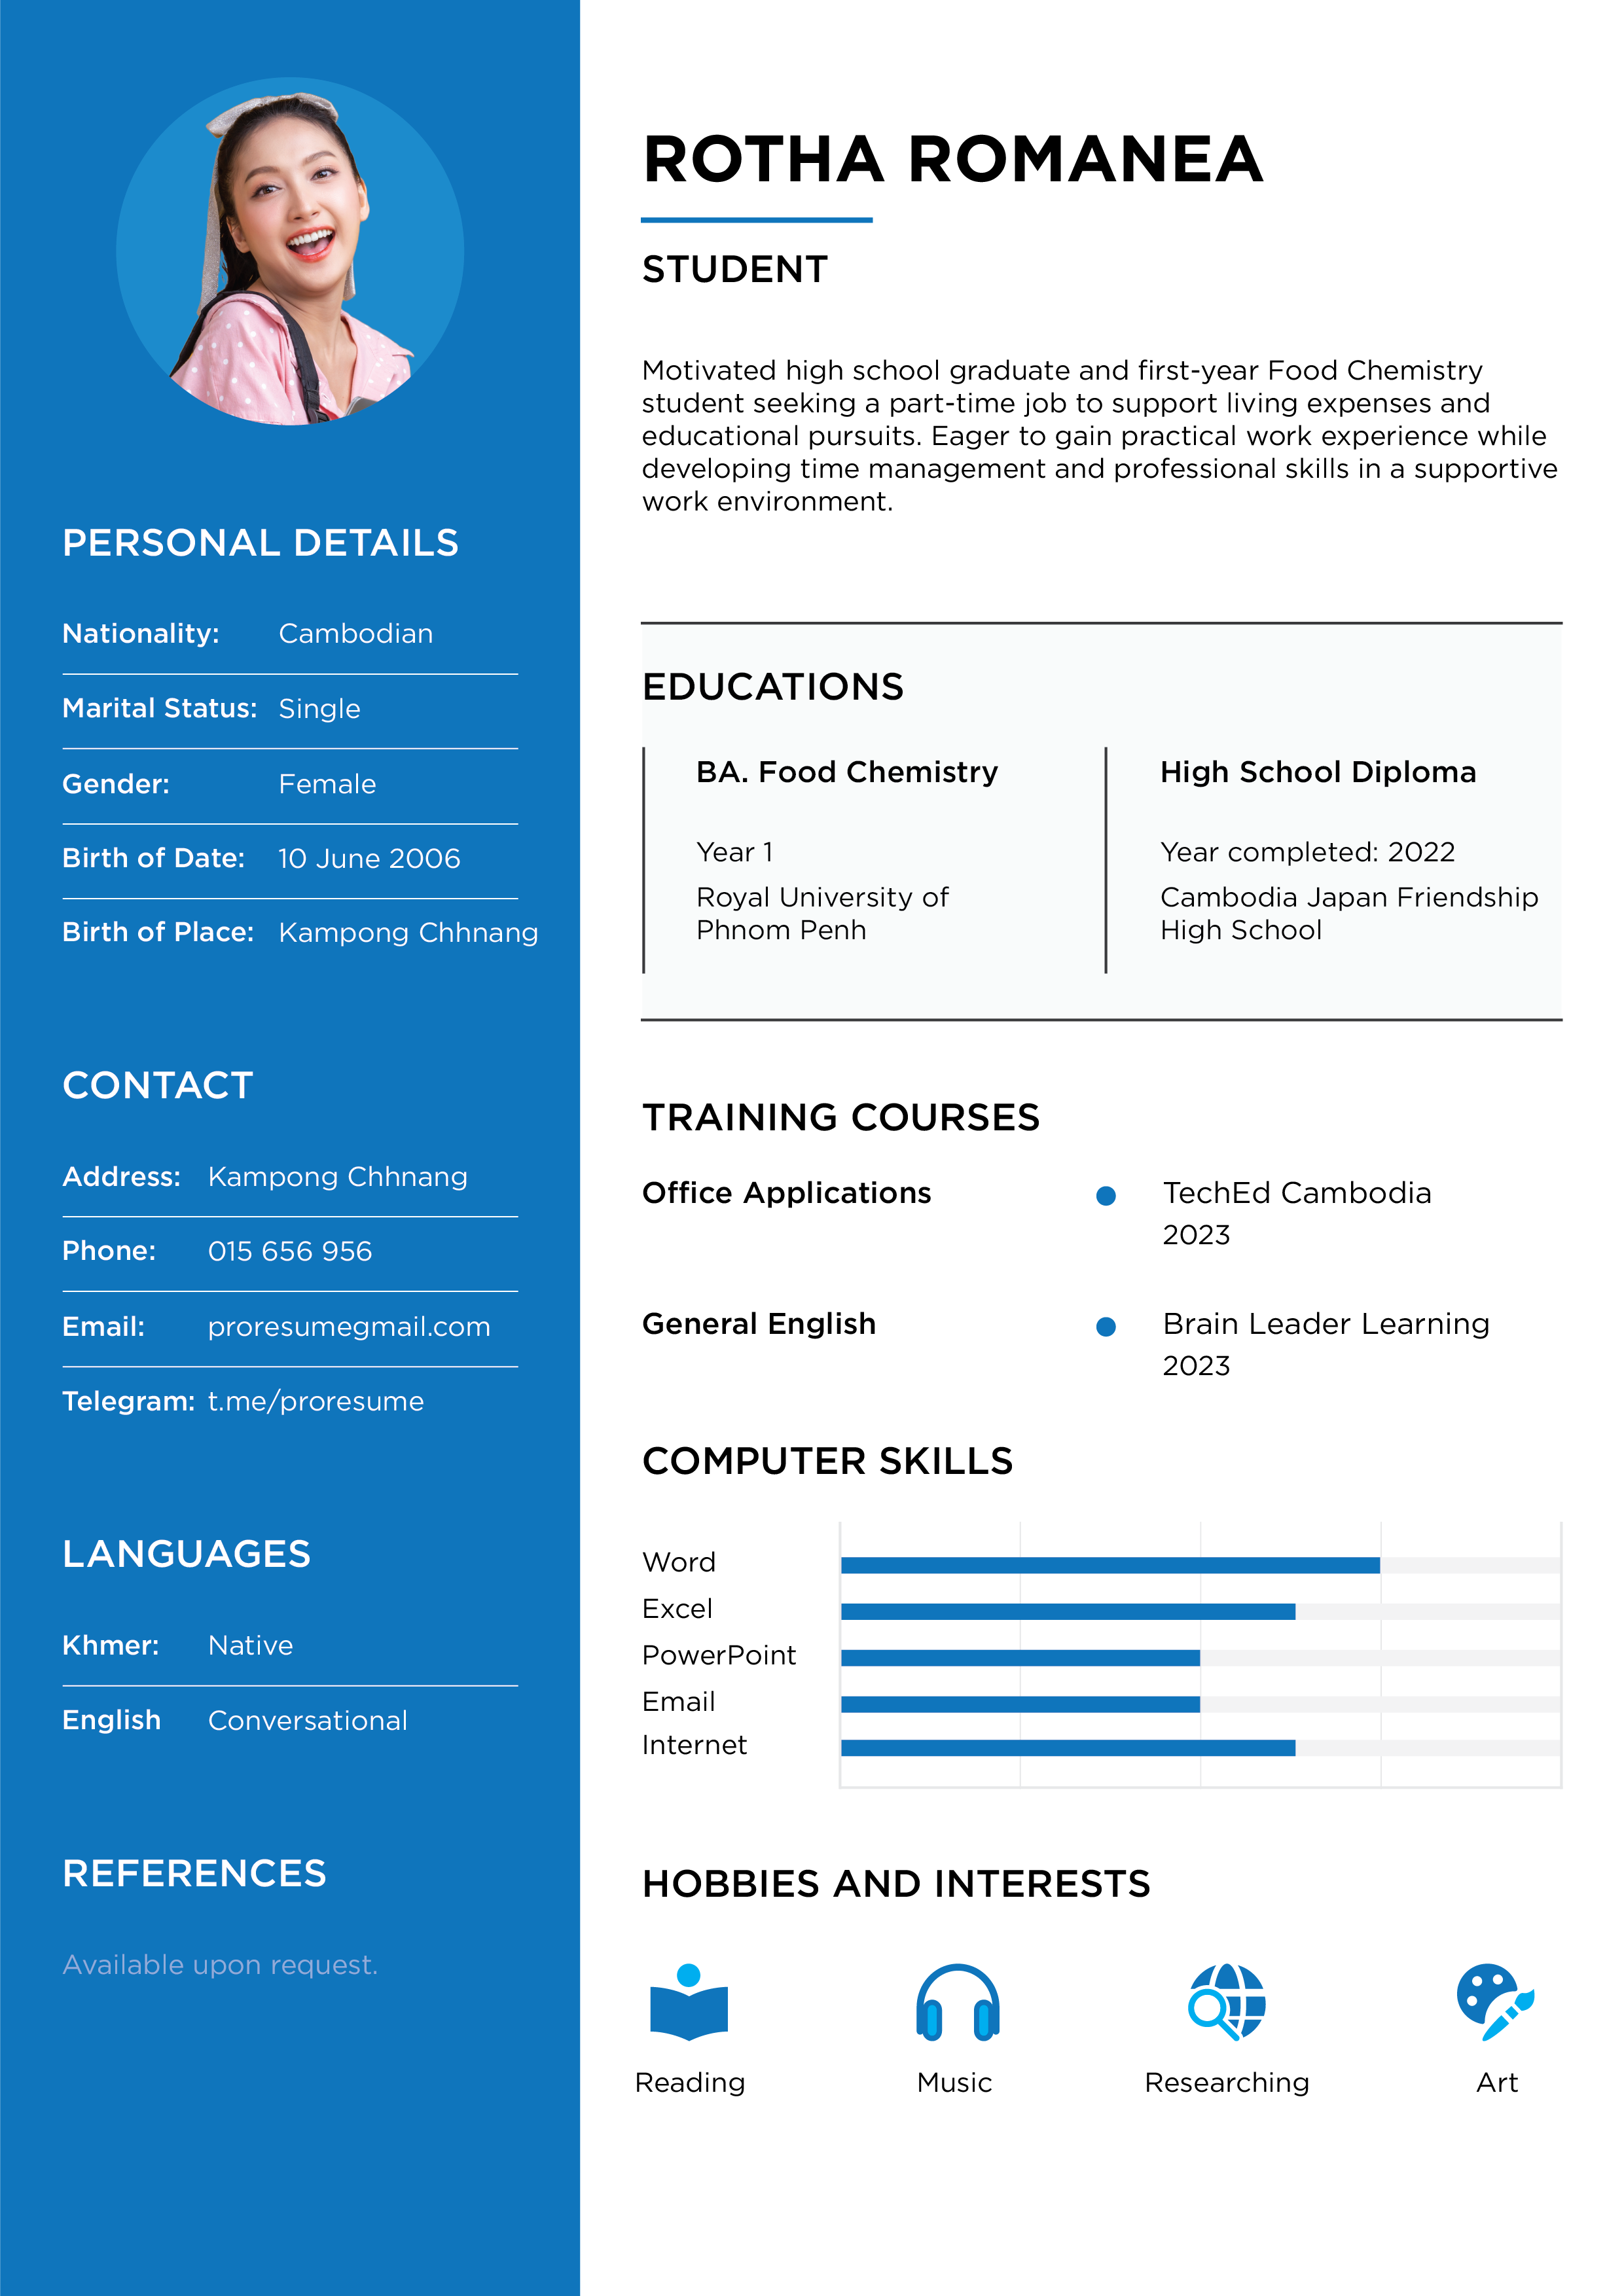 PERSONAL DETAILS
Nationality: Cambodian
Marital Status: Single
Gender: Female
Birth of Date: 10 June 2006
Birth of Place: Kampong Chhnang
CONTACT
Address: Kampong Chhnang
Phone: 015 656 956
Email: proresumegmail.com
Telegram: t.me/proresume
LANGUAGES
Khmer: Native
English Conversational
REFERENCES
Available upon request.
ROTHA ROMANEA
STUDENT
Motivated high school graduate and first-year Food Chemistry
student seeking a part-time job to support living expenses and
educational pursuits. Eager to gain practical work experience while
developing time management and professional skills in a supportive
work environment.
EDUCATIONS
BA. Food Chemistry
Year 1
Royal University of
Phnom Penh
High School Diploma
Year completed: 2022
Cambodia Japan Friendship
High School
TRAINING COURSES
Office Applications
TechEd Cambodia
2023
General English
Brain Leader Learning
2023
COMPUTER SKILLS
Word
Excel
PowerPoint
Email
Internet
HOBBIES AND INTERESTS
Reading
Music
Researching
Art